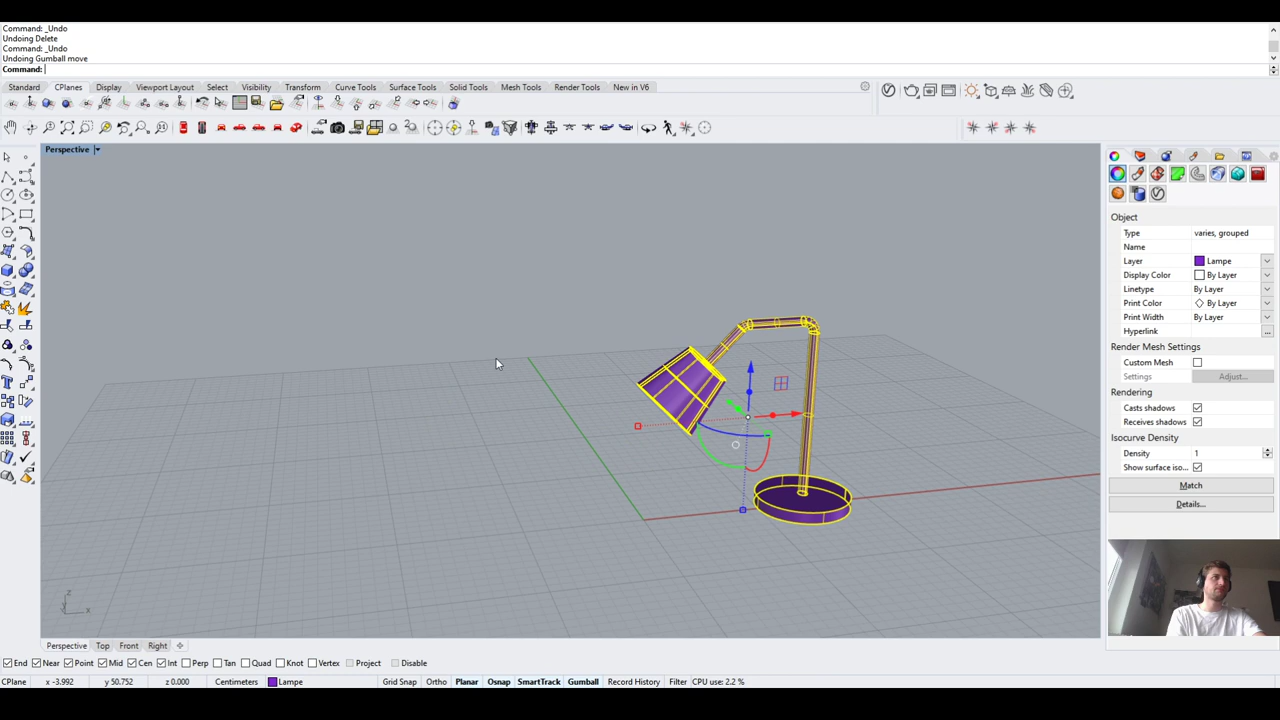 Command: _Undo
Undoing Delete
Command: _Undo
Undoing Gumball move
Command:
Standard CPlanes Display Viewport Layout Select Visibility Transform Curve Tools Surface Tools Solid Tools Mesh Tools Render Tools New in V6
Perspective
Object
Type varies, grouped
Name
Layer Lampe
Display Color By Layer
Linetype By Layer
Print Color By Layer
Print Width By Layer
Hyperlink ...
Render Mesh Settings
Custom Mesh
Settings Adjust...
Rendering
Casts shadows
Receives shadows
Isocurve Density
Density 1
Show surface iso...
Match
Details...
z
y
x
Perspective Top Front Right
End Near Point Mid Cen Int Perp Tan Quad Knot Vertex Project Disable
CPlane x -3.992 y 50.752 z 0.000 Centimeters Lampe Grid Snap Ortho Planar Osnap SmartTrack Gumball Record History Filter CPU use: 2.2 %